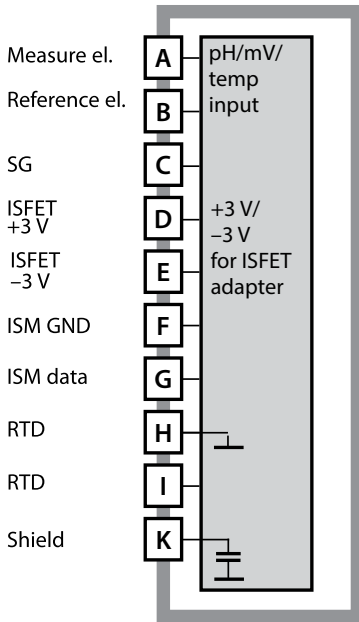 Measure el.
A
pH/mV/
temp
input
Reference el.
B
SG
C
ISFET
+3 V
D
+3 V/
–3 V
for ISFET
adapter
ISFET
–3 V
E
ISM GND
F
ISM data
G
RTD
H
RTD
I
Shield
K